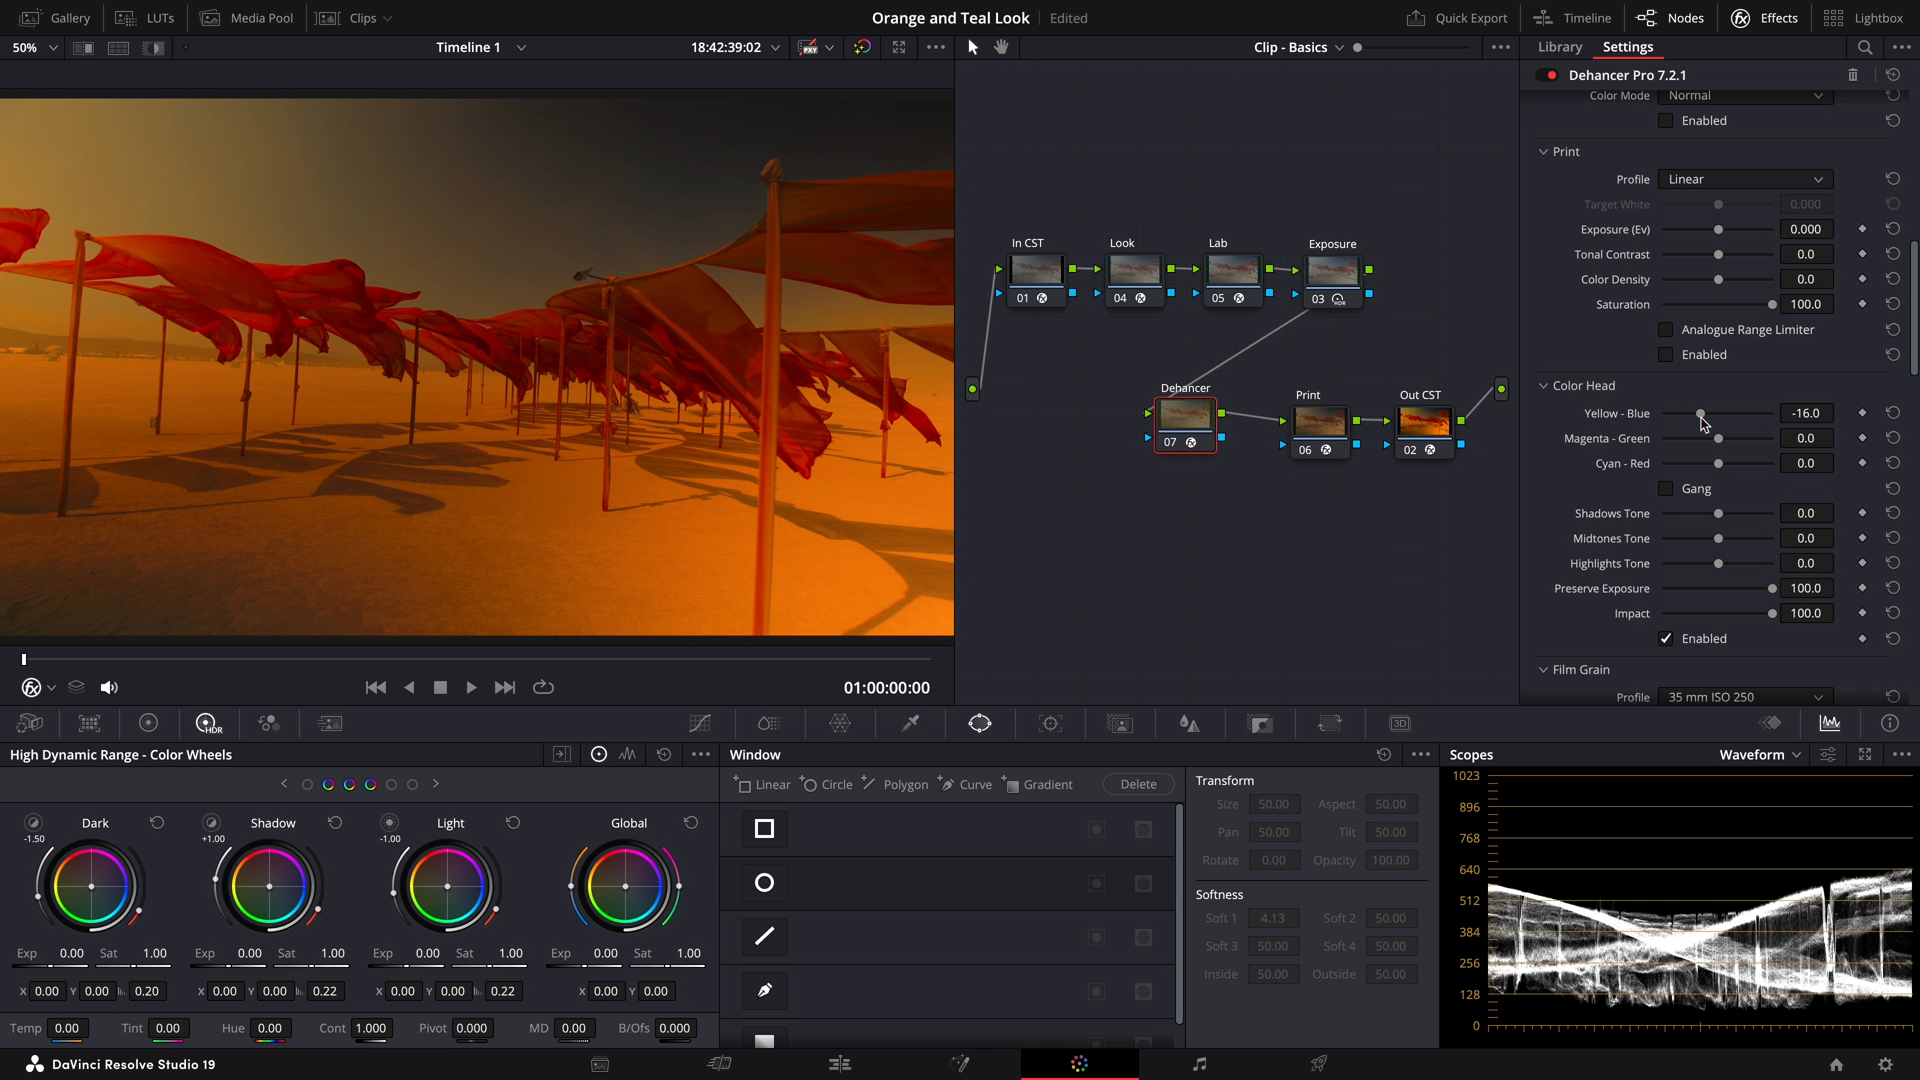 Gallery LUTs Media Pool Clips Orange and Teal Look Edited Quick Export Timeline Nodes Effects Lightbox
50% Timeline 1 18:42:39:02 Clip - Basics Library Settings
Dehancer Pro 7.2.1
Color Mode Normal
Enabled
Print
Profile Linear
Target White 0.000
Exposure (Ev) 0.000
Tonal Contrast 0.0
Color Density 0.0
Saturation 100.0
Analogue Range Limiter
Enabled
Color Head
Yellow - Blue -16.0
Magenta - Green 0.0
Cyan - Red 0.0
Gang
Shadows Tone 0.0
Midtones Tone 0.0
Highlights Tone 0.0
Preserve Exposure 100.0
Impact 100.0
Enabled
Film Grain
Profile 35 mm ISO 250
In CST Look Lab Exposure
01 04 05 03 HDR
Dehancer Print Out CST
07 06 02
01:00:00:00
HDR 3D
High Dynamic Range - Color Wheels
Dark Shadow Light Global
-1.50 +1.00 -1.00
Exp 0.00 Sat 1.00 Exp 0.00 Sat 1.00 Exp 0.00 Sat 1.00 Exp 0.00 Sat 1.00
X 0.00 Y 0.00 0.20 X 0.00 Y 0.00 0.22 X 0.00 Y 0.00 0.22 X 0.00 Y 0.00
Temp 0.00 Tint 0.00 Hue 0.00 Cont 1.000 Pivot 0.000 MD 0.00 B/Ofs 0.000
Window
Linear Circle Polygon Curve Gradient Delete
Transform
Size 50.00 Aspect 50.00
Pan 50.00 Tilt 50.00
Rotate 0.00 Opacity 100.00
Softness
Soft 1 4.13 Soft 2 50.00
Soft 3 50.00 Soft 4 50.00
Inside 50.00 Outside 50.00
Scopes Waveform
1023
896
768
640
512
384
256
128
0
DaVinci Resolve Studio 19